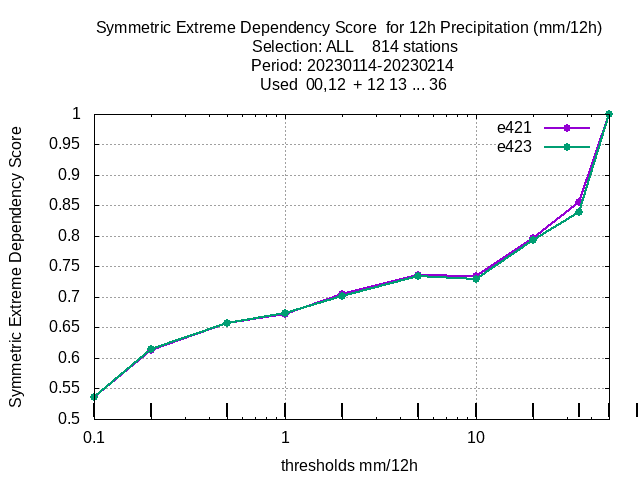 Symmetric Extreme Dependency Score  for 12h Precipitation (mm/12h)
Selection: ALL    814 stations
Period: 20230114-20230214
Used  00,12  + 12 13 ... 36
e421
e423
Symmetric Extreme Dependency Score
1
0.95
0.9
0.85
0.8
0.75
0.7
0.65
0.6
0.55
0.5
0.1
1
10
thresholds mm/12h